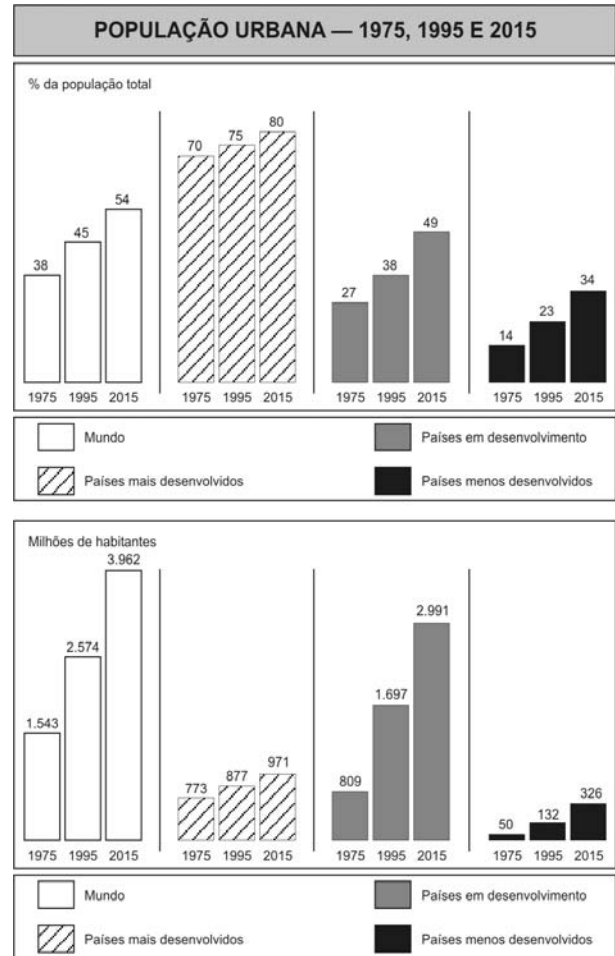 POPULAÇÃO URBANA — 1975, 1995 E 2015
% da população total
38 45 54
70 75 80
27 38 49
14 23 34
1975 1995 2015 1975 1995 2015 1975 1995 2015 1975 1995 2015
Mundo Países em desenvolvimento
Países mais desenvolvidos Países menos desenvolvidos
Milhões de habitantes
1.543 2.574 3.962
773 877 971
809 1.697 2.991
50 132 326
1975 1995 2015 1975 1995 2015 1975 1995 2015 1975 1995 2015
Mundo Países em desenvolvimento
Países mais desenvolvidos Países menos desenvolvidos